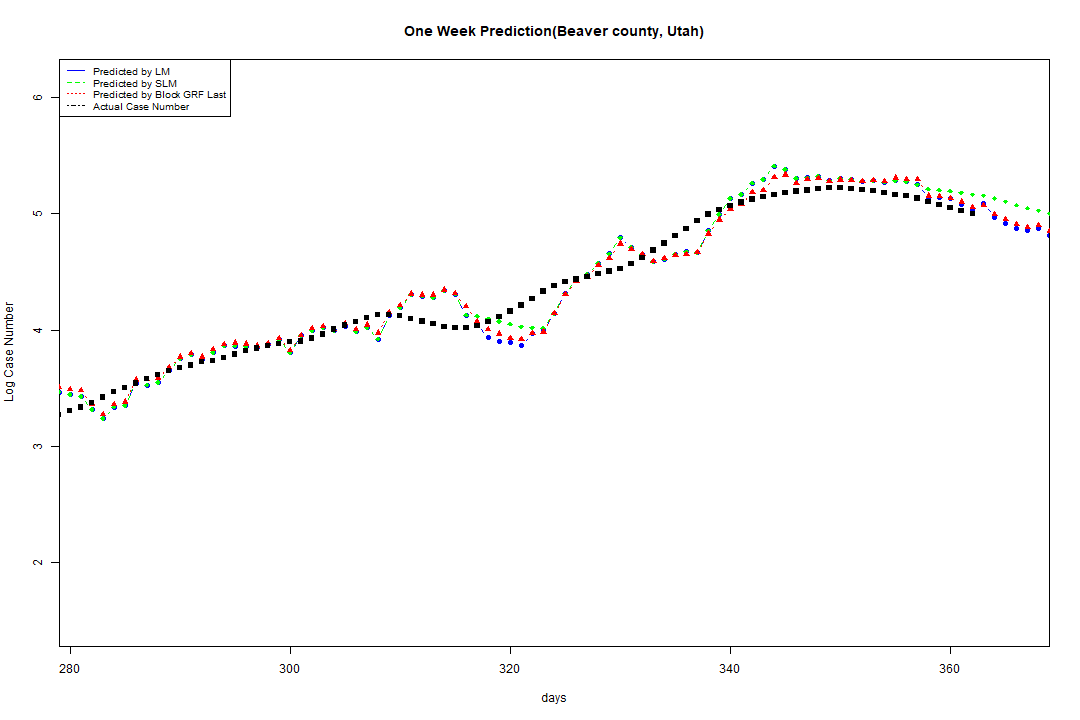 One Week Prediction(Beaver county, Utah)
Predicted by LM
Predicted by SLM
Predicted by Block GRF Last
Actual Case Number
6
5
4
3
2
Log Case Number
280 300 320 340 360
days